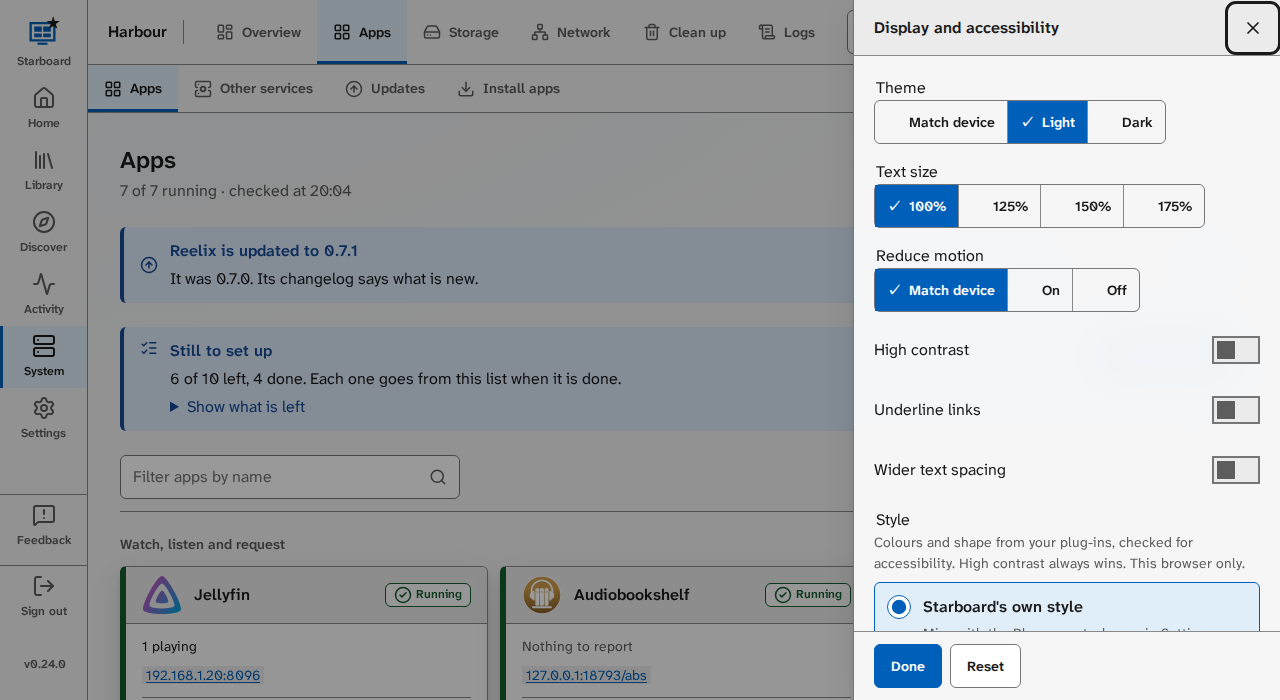 Starboard
Home
Library
Discover
Activity
System
Settings
Feedback
Sign out
v0.24.0
Harbour
Overview
Apps
Storage
Network
Clean up
Logs
Apps
Other services
Updates
Install apps
Apps
7 of 7 running · checked at 20:04
Reelix is updated to 0.7.1
It was 0.7.0. Its changelog says what is new.
Still to set up
6 of 10 left, 4 done. Each one goes from this list when it is done.
Show what is left
Filter apps by name
Watch, listen and request
Jellyfin
Running
1 playing
192.168.1.20:8096
Audiobookshelf
Running
Nothing to report
127.0.0.1:18793/abs
Display and accessibility
Theme
Match device
✓ Light
Dark
Text size
✓ 100%
125%
150%
175%
Reduce motion
✓ Match device
On
Off
High contrast
Underline links
Wider text spacing
Style
Colours and shape from your plug-ins, checked for
accessibility. High contrast always wins. This browser only.
Starboard's own style
Done
Reset